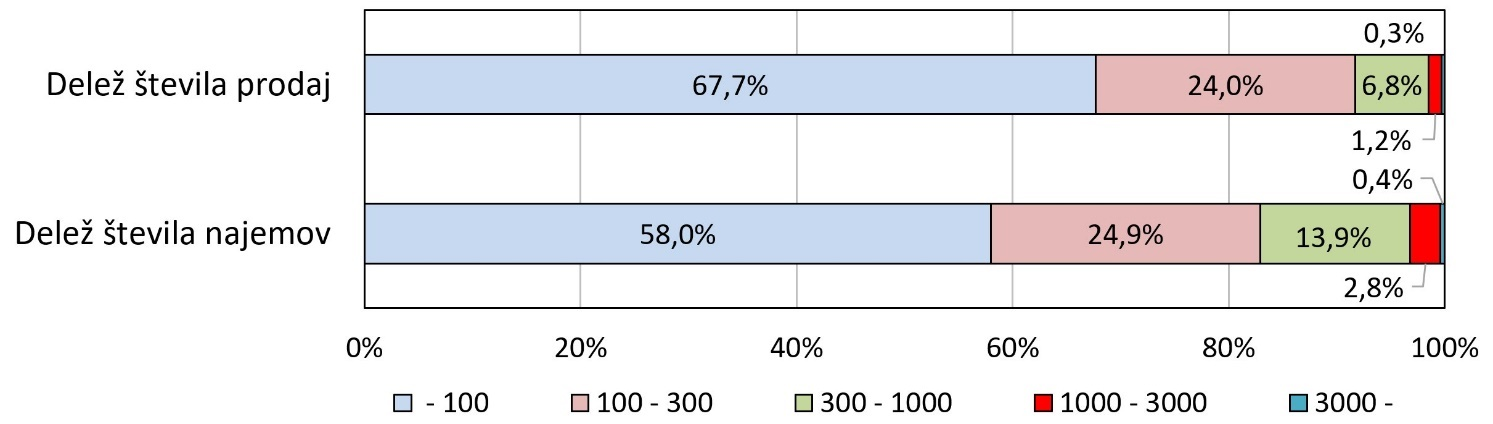 0,3%
Delež števila prodaj 67,7% 24,0% 6,8%
1,2%
0,4%
Delež števila najemov 58,0% 24,9% 13,9%
2,8%
0% 20% 40% 60% 80% 100%
- 100 100 - 300 300 - 1000 1000 - 3000 3000 -